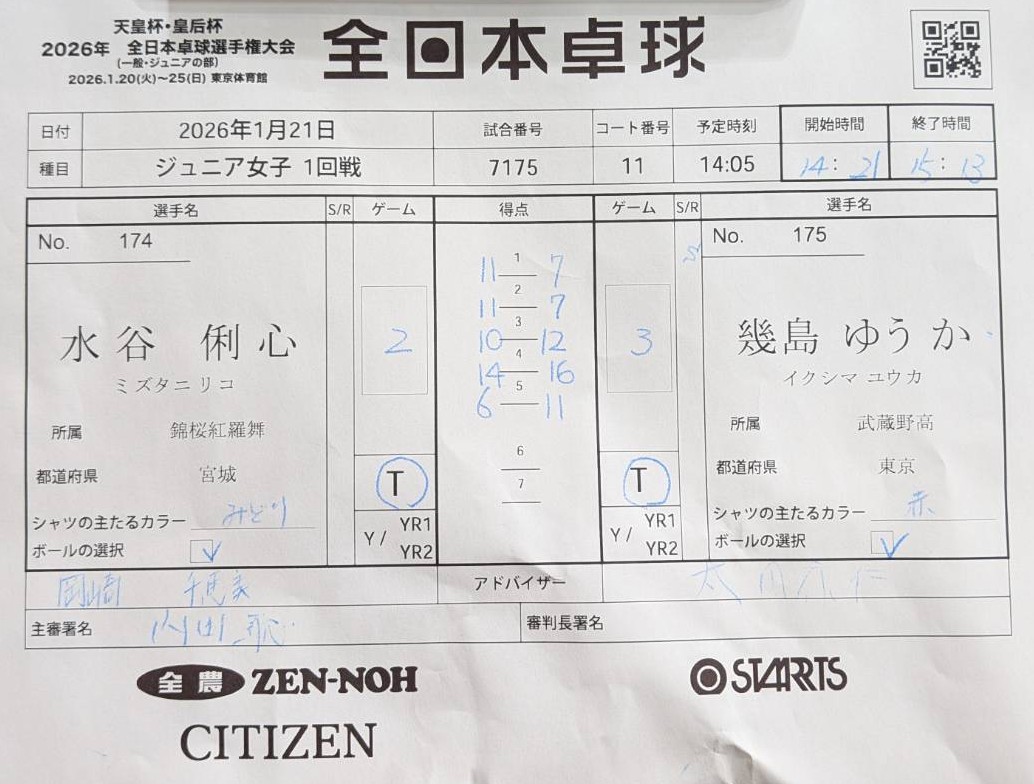 天皇杯・皇后杯
2026年 全日本卓球選手権大会
(一般・ジュニアの部)
2026.1.20(火)~25(日) 東京体育館
全日本卓球
日付 2026年1月21日 試合番号 コート番号 予定時刻 開始時間 終了時間
種目 ジュニア女子 1回戦 7175 11 14:05 14:21 15:13
選手名 S/R ゲーム 得点 ゲーム S/R 選手名
No. 174
S No. 175
1
11 — 7
2
11 — 7
3
10 — 12
4
14 — 16
5
6 — 11
6
7
水谷 俐心 2 3 幾島 ゆうか
ミズタニ リコ イクシマ ユウカ
所属 錦桜紅羅舞 所属 武蔵野高
都道府県 宮城 T T 都道府県 東京
シャツの主たるカラー みどり Y / YR1 YR2 Y / YR1 YR2 シャツの主たるカラー 赤
ボールの選択 ✓ ボールの選択 ✓
岡崎 アドバイザー
主審署名 内田 審判長署名
全農 ZEN-NOH STARTS
CITIZEN